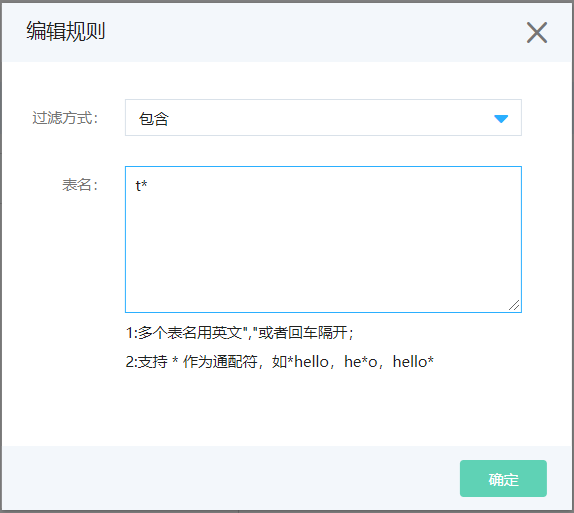 编辑规则
过滤方式： 包含
表名： t*
1:多个表名用英文","或者回车隔开；
2:支持 * 作为通配符，如*hello，he*o，hello*
确定